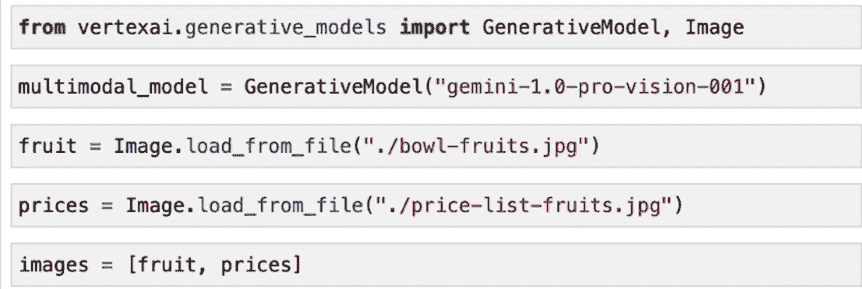 from vertexai.generative_models import GenerativeModel, Image
multimodal_model = GenerativeModel("gemini-1.0-pro-vision-001")
fruit = Image.load_from_file("./bowl-fruits.jpg")
prices = Image.load_from_file("./price-list-fruits.jpg")
images = [fruit, prices]